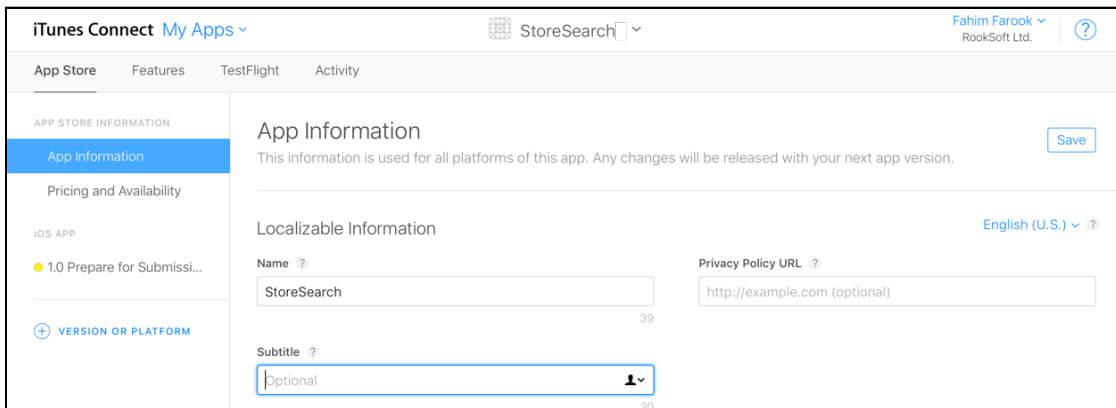 iTunes Connect My Apps
StoreSearch
Fahim Farook
RookSoft Ltd.
?
App Store Features TestFlight Activity
APP STORE INFORMATION
App Information
Pricing and Availability
iOS APP
1.0 Prepare for Submissi...
+ VERSION OR PLATFORM
App Information
This information is used for all platforms of this app. Any changes will be released with your next app version.
Save
Localizable Information
English (U.S.) ?
Name ?
StoreSearch
39
Privacy Policy URL ?
http://example.com (optional)
Subtitle ?
Optional
30